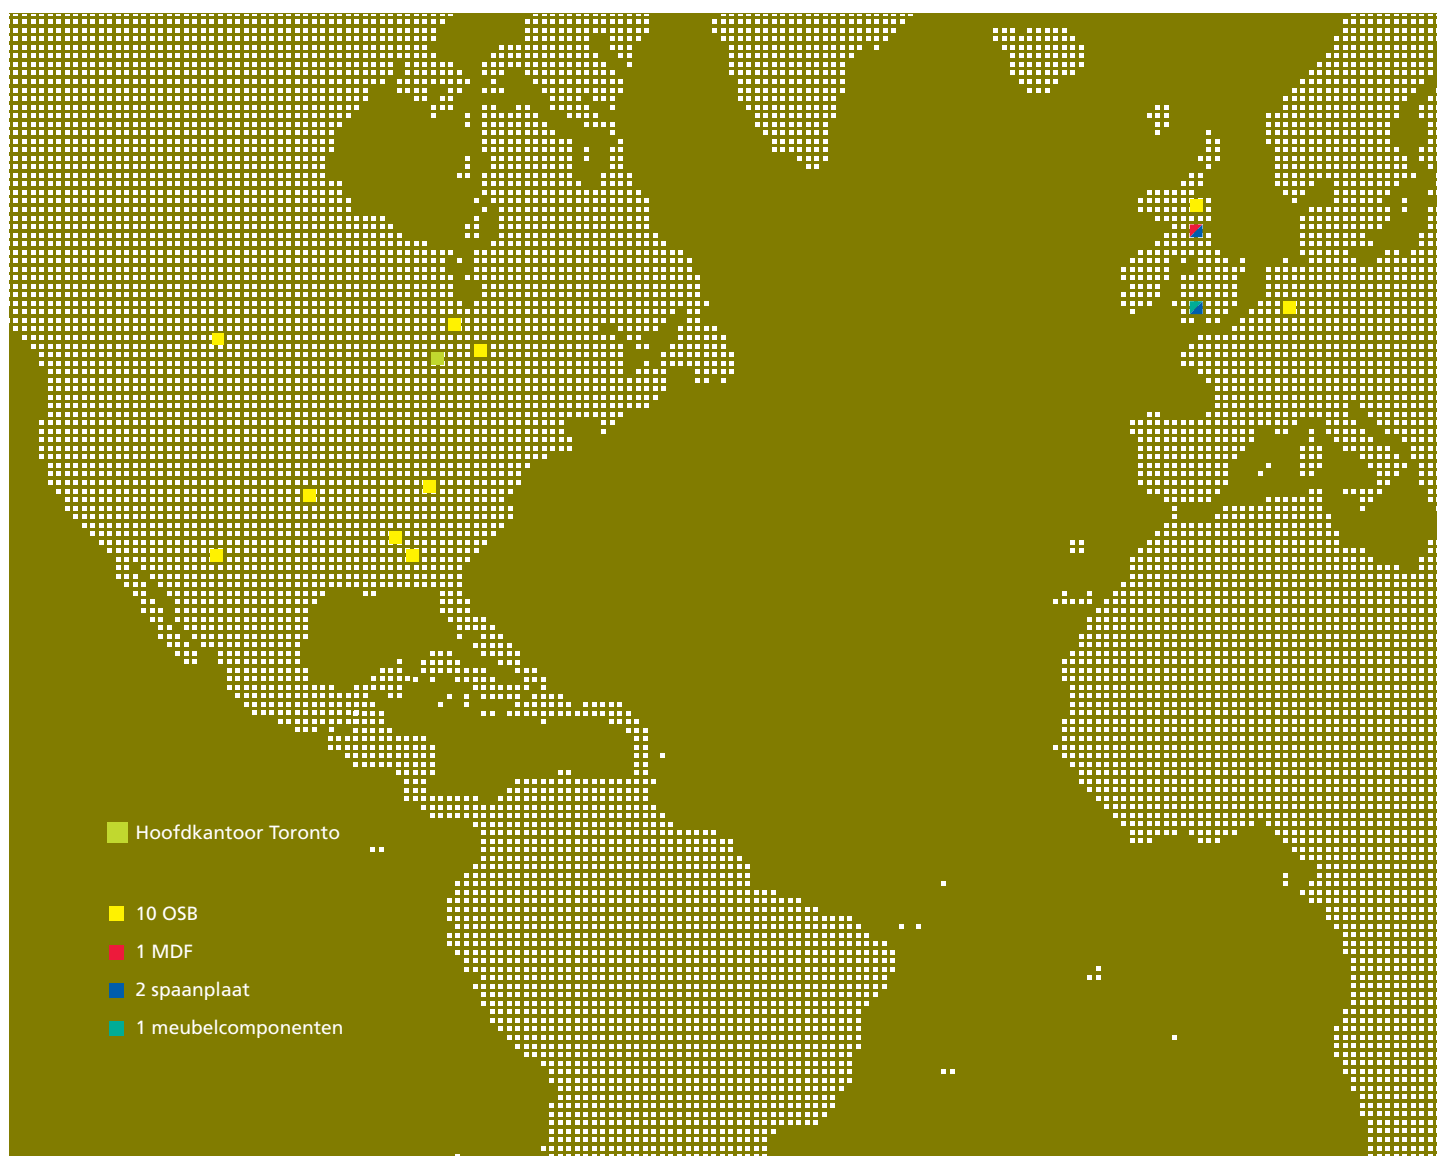 Hoofdkantoor Toronto
10 OSB
1 MDF
2 spaanplaat
1 meubelcomponenten